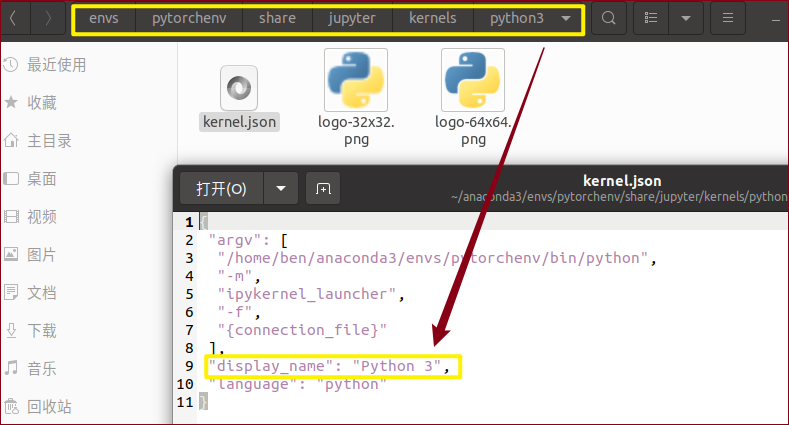 envs pytorchenv share jupyter kernels python3
最近使用
收藏
主目录
桌面
视频
图片
文档
下载
音乐
回收站
kernel.json
logo-32x32.
png
logo-64x64.
png
打开(O)
kernel.json
~/anaconda3/envs/pytorchenv/share/jupyter/kernels/python
1 {
2 "argv": [
3 "/home/ben/anaconda3/envs/pytorchenv/bin/python",
4 "-m",
5 "ipykernel_launcher",
6 "-f",
7 "{connection_file}"
8 ],
9 "display_name": "Python 3",
10 "language": "python"
11 }